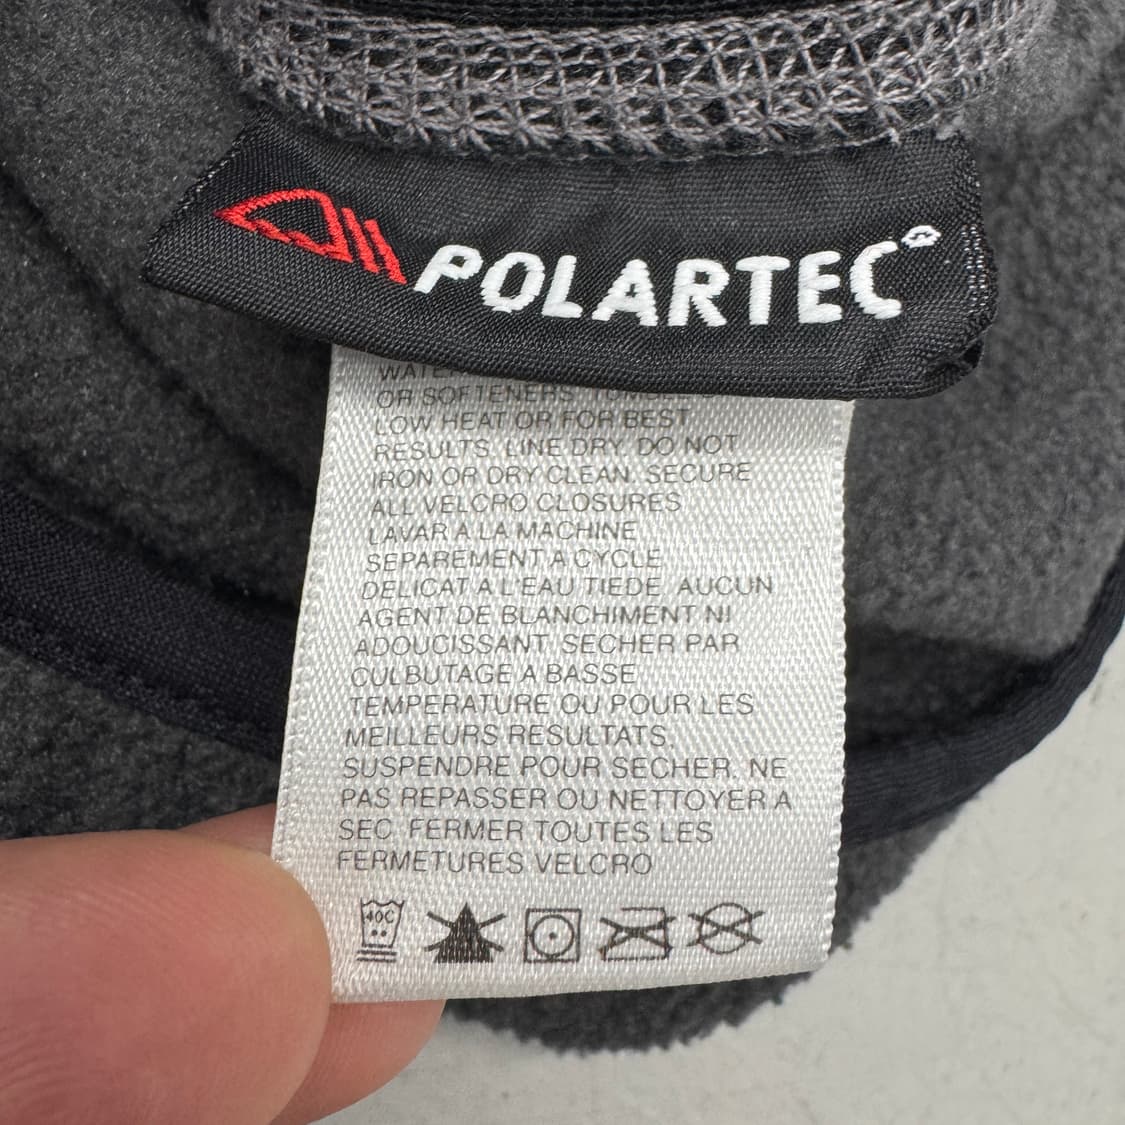 POLARTEC®
OR SOFTENERS
LOW HEAT OR FOR BEST
RESULTS, LINE DRY. DO NOT
IRON OR DRY CLEAN. SECURE
ALL VELCRO CLOSURES
LAVAR A LA MACHINE
SEPAREMENT A CYCLE
DELICAT A L'EAU TIEDE. AUCUN
AGENT DE BLANCHIMENT NI
ADOUCISSANT. SECHER PAR
CULBUTAGE A BASSE
TEMPERATURE OU POUR LES
MEILLEURS RESULTATS,
SUSPENDRE POUR SECHER. NE
PAS REPASSER OU NETTOYER A
SEC. FERMER TOUTES LES
FERMETURES VELCRO
40C